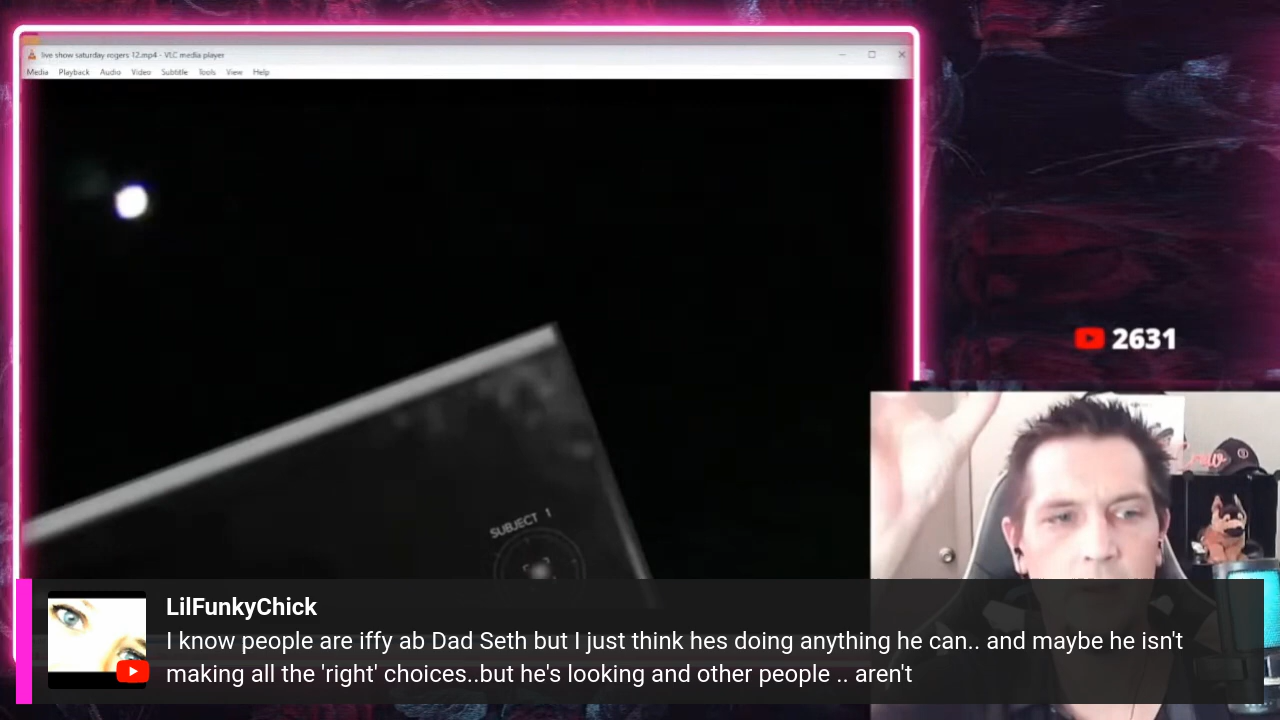 live show saturday rogers 12.mp4 - VLC media player
Media Playback Audio Video Subtitle Tools View Help
2631
SUBJECT 1
LilFunkyChick
I know people are iffy ab Dad Seth but I just think hes doing anything he can.. and maybe he isn't
making all the 'right' choices..but he's looking and other people .. aren't